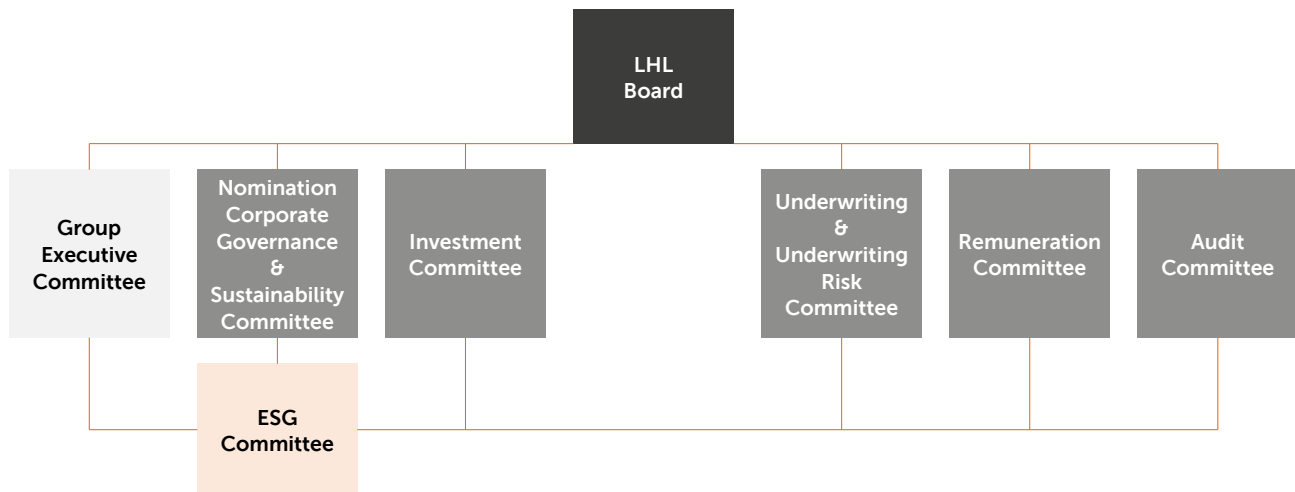 LHL
Board
Group
Executive
Committee
Nomination
Corporate
Governance
&
Sustainability
Committee
Investment
Committee
Underwriting
&
Underwriting
Risk
Committee
Remuneration
Committee
Audit
Committee
ESG
Committee